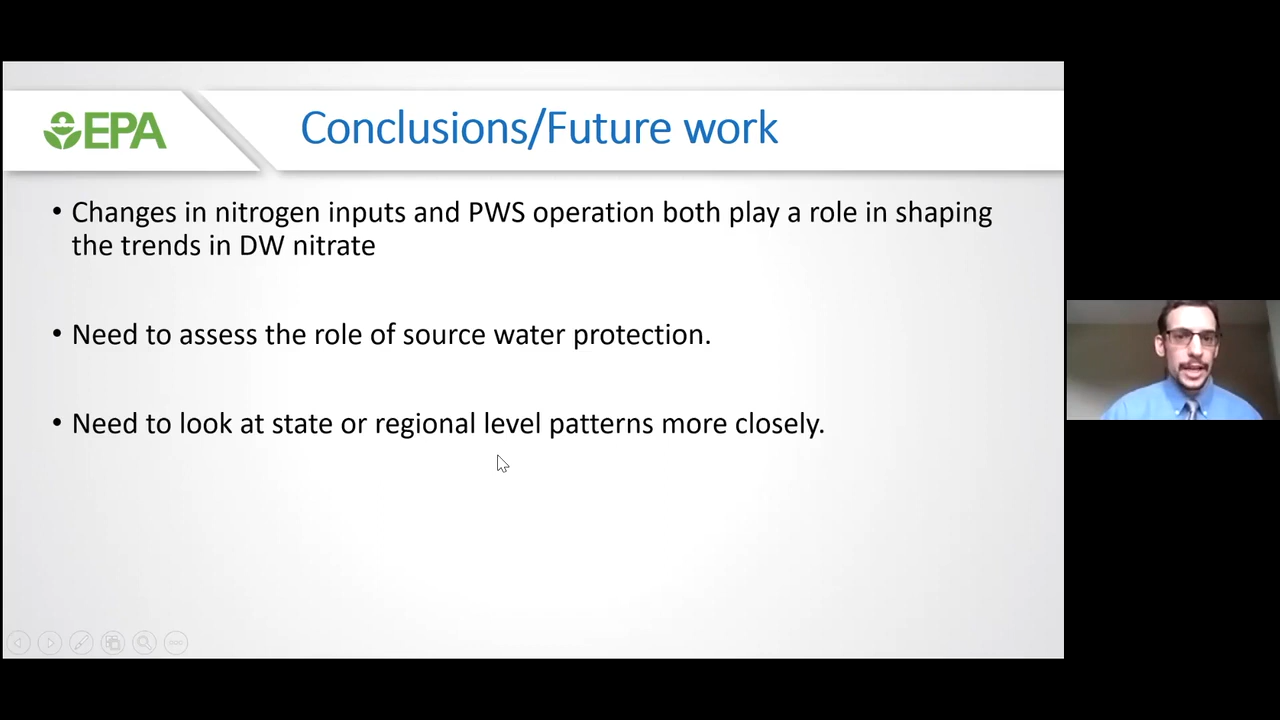 EPA
Conclusions/Future work
• Changes in nitrogen inputs and PWS operation both play a role in shaping
the trends in DW nitrate
• Need to assess the role of source water protection.
• Need to look at state or regional level patterns more closely.